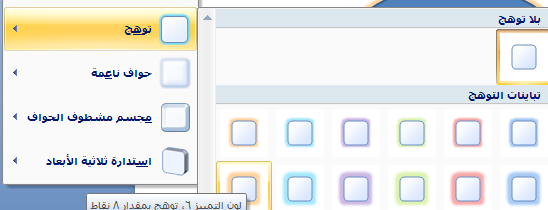 توهج
حواف ناعمة
مجسم مشطوف الحواف
استدارة ثلاثية الأبعاد
بلا توهج
تباينات التوهج
لون التمييز ٦، توهج بمقدار ٨ نقاط